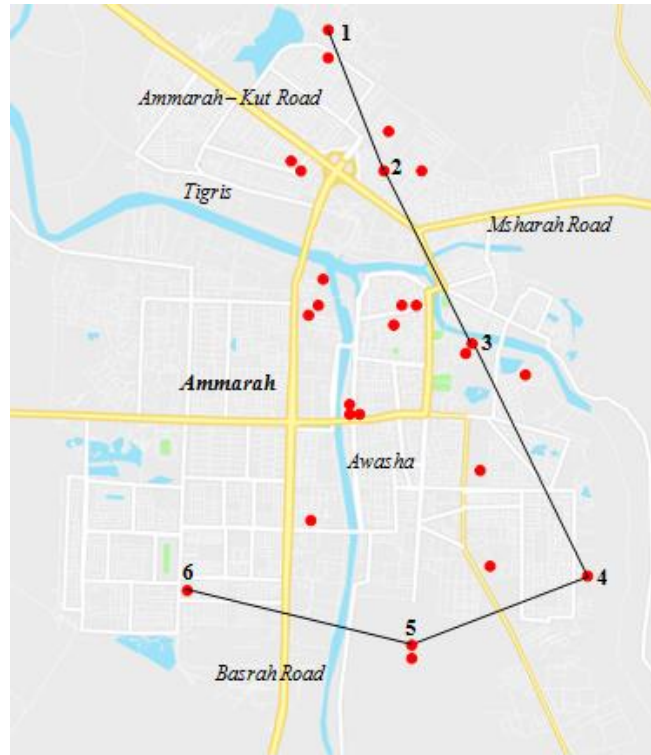 1
Ammarah – Kut Road
2
Tigris
Msharah Road
3
Ammarah
Awasha
4
6
5
Basrah Road